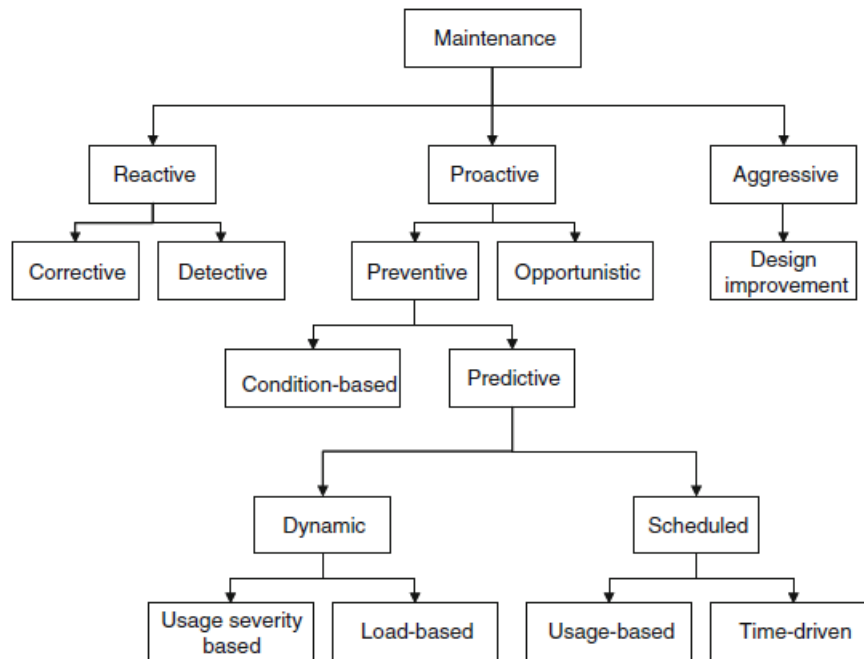 Maintenance
Reactive
Proactive
Aggressive
Corrective
Detective
Preventive
Opportunistic
Design
improvement
Condition-based
Predictive
Dynamic
Scheduled
Usage severity
based
Load-based
Usage-based
Time-driven